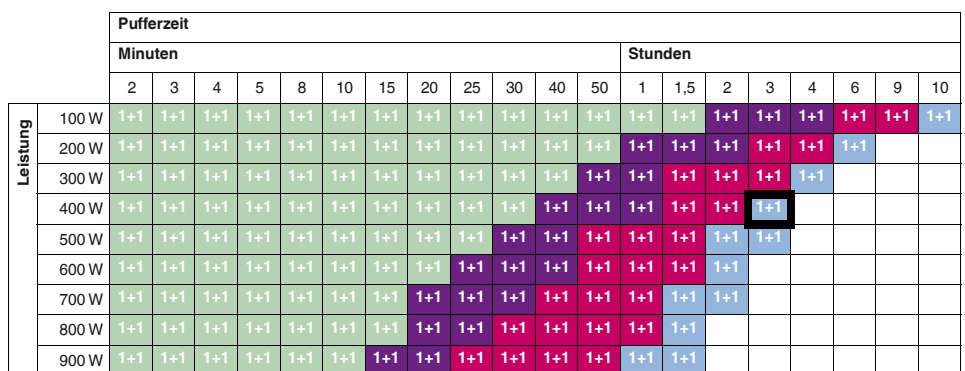 Pufferzeit
Minuten Stunden
2 3 4 5 8 10 15 20 25 30 40 50 1 1,5 2 3 4 6 9 10
Leistung
100 W 1+1 1+1 1+1 1+1 1+1 1+1 1+1 1+1 1+1 1+1 1+1 1+1 1+1 1+1 1+1 1+1 1+1 1+1 1+1 1+1
200 W 1+1 1+1 1+1 1+1 1+1 1+1 1+1 1+1 1+1 1+1 1+1 1+1 1+1 1+1 1+1 1+1 1+1 1+1
300 W 1+1 1+1 1+1 1+1 1+1 1+1 1+1 1+1 1+1 1+1 1+1 1+1 1+1 1+1 1+1 1+1 1+1
400 W 1+1 1+1 1+1 1+1 1+1 1+1 1+1 1+1 1+1 1+1 1+1 1+1 1+1 1+1 1+1 1+1
500 W 1+1 1+1 1+1 1+1 1+1 1+1 1+1 1+1 1+1 1+1 1+1 1+1 1+1 1+1 1+1 1+1
600 W 1+1 1+1 1+1 1+1 1+1 1+1 1+1 1+1 1+1 1+1 1+1 1+1 1+1 1+1 1+1
700 W 1+1 1+1 1+1 1+1 1+1 1+1 1+1 1+1 1+1 1+1 1+1 1+1 1+1 1+1 1+1
800 W 1+1 1+1 1+1 1+1 1+1 1+1 1+1 1+1 1+1 1+1 1+1 1+1 1+1 1+1
900 W 1+1 1+1 1+1 1+1 1+1 1+1 1+1 1+1 1+1 1+1 1+1 1+1 1+1 1+1